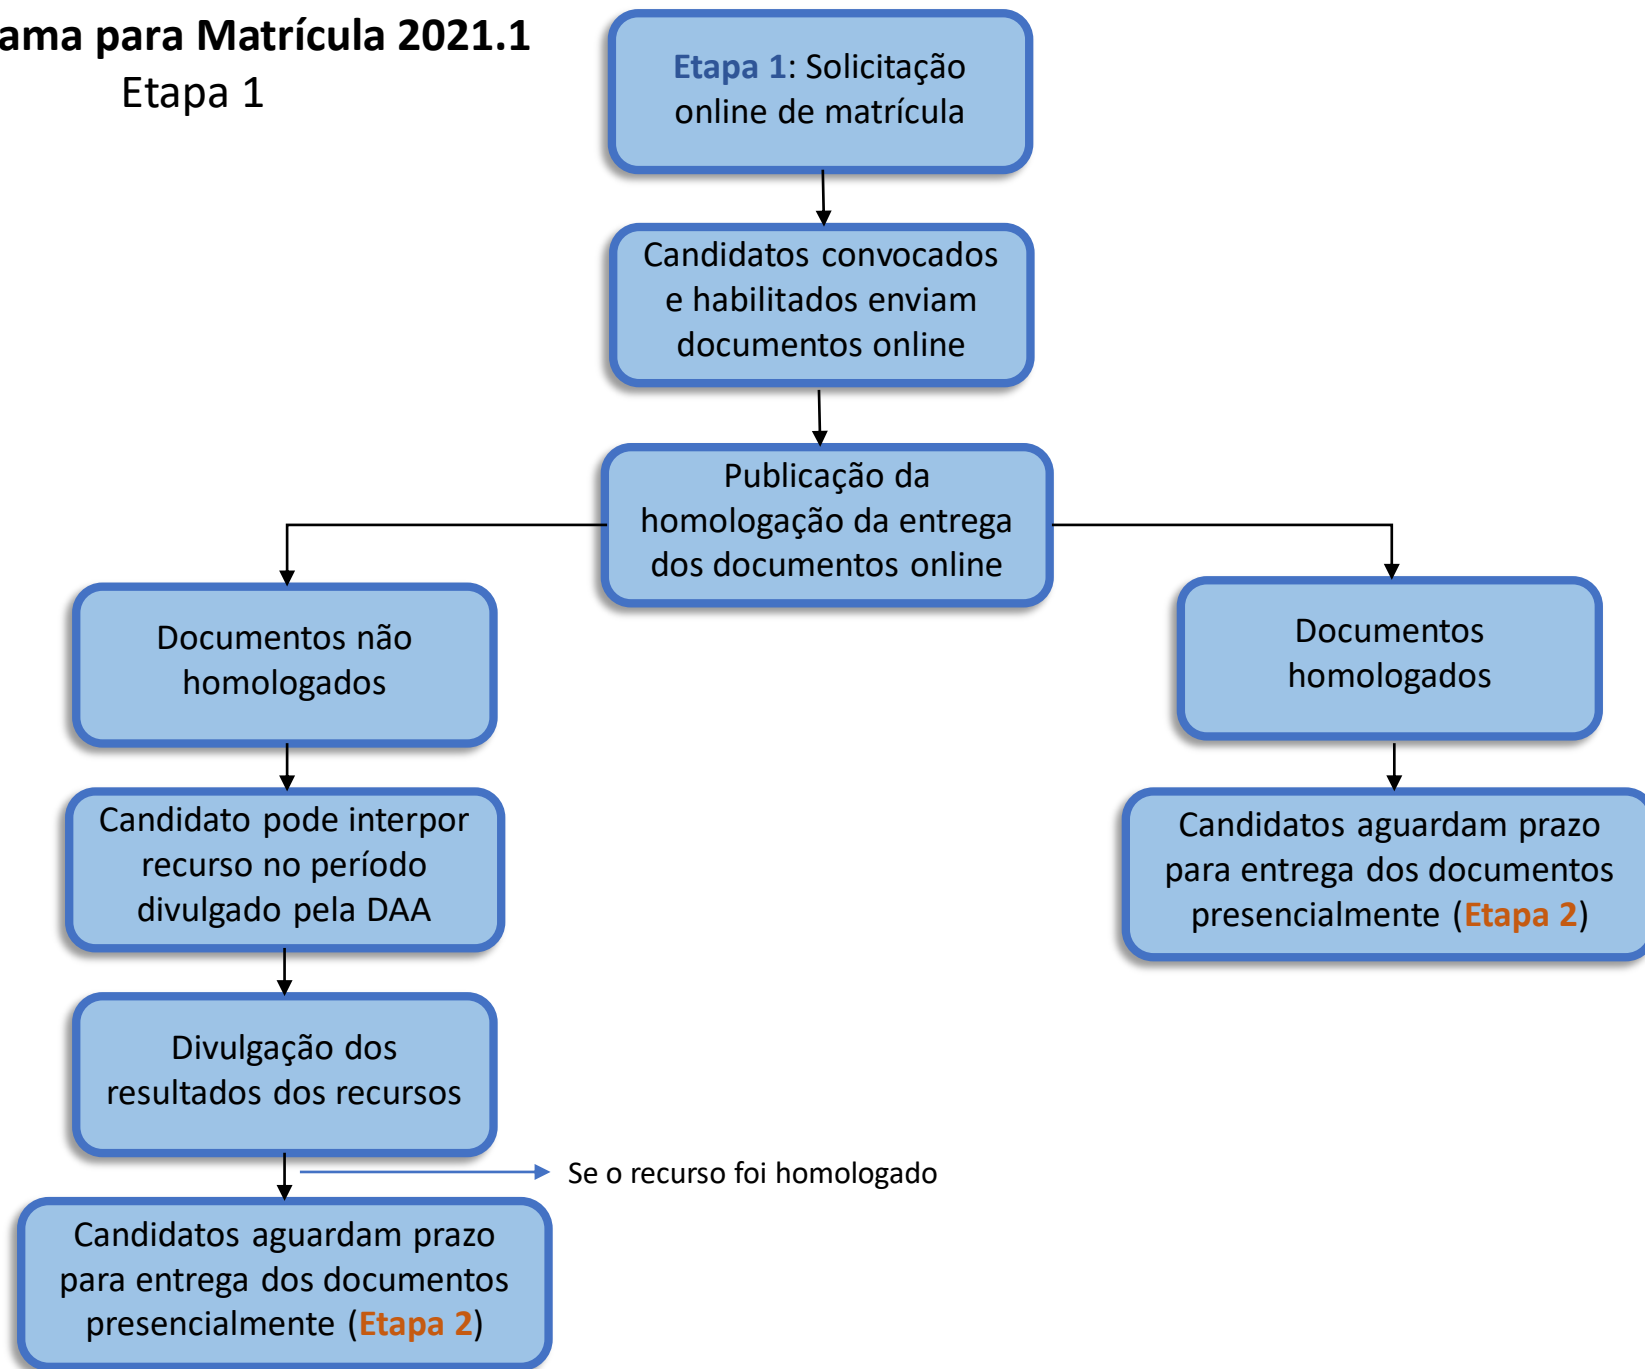 ama para Matrícula 2021.1
Etapa 1
Etapa 1: Solicitação
online de matrícula
Candidatos convocados
e habilitados enviam
documentos online
Publicação da
homologação da entrega
dos documentos online
Documentos não
homologados
Documentos
homologados
Candidato pode interpor
recurso no período
divulgado pela DAA
Candidatos aguardam prazo
para entrega dos documentos
presencialmente (Etapa 2)
Divulgação dos
resultados dos recursos
Se o recurso foi homologado
Candidatos aguardam prazo
para entrega dos documentos
presencialmente (Etapa 2)